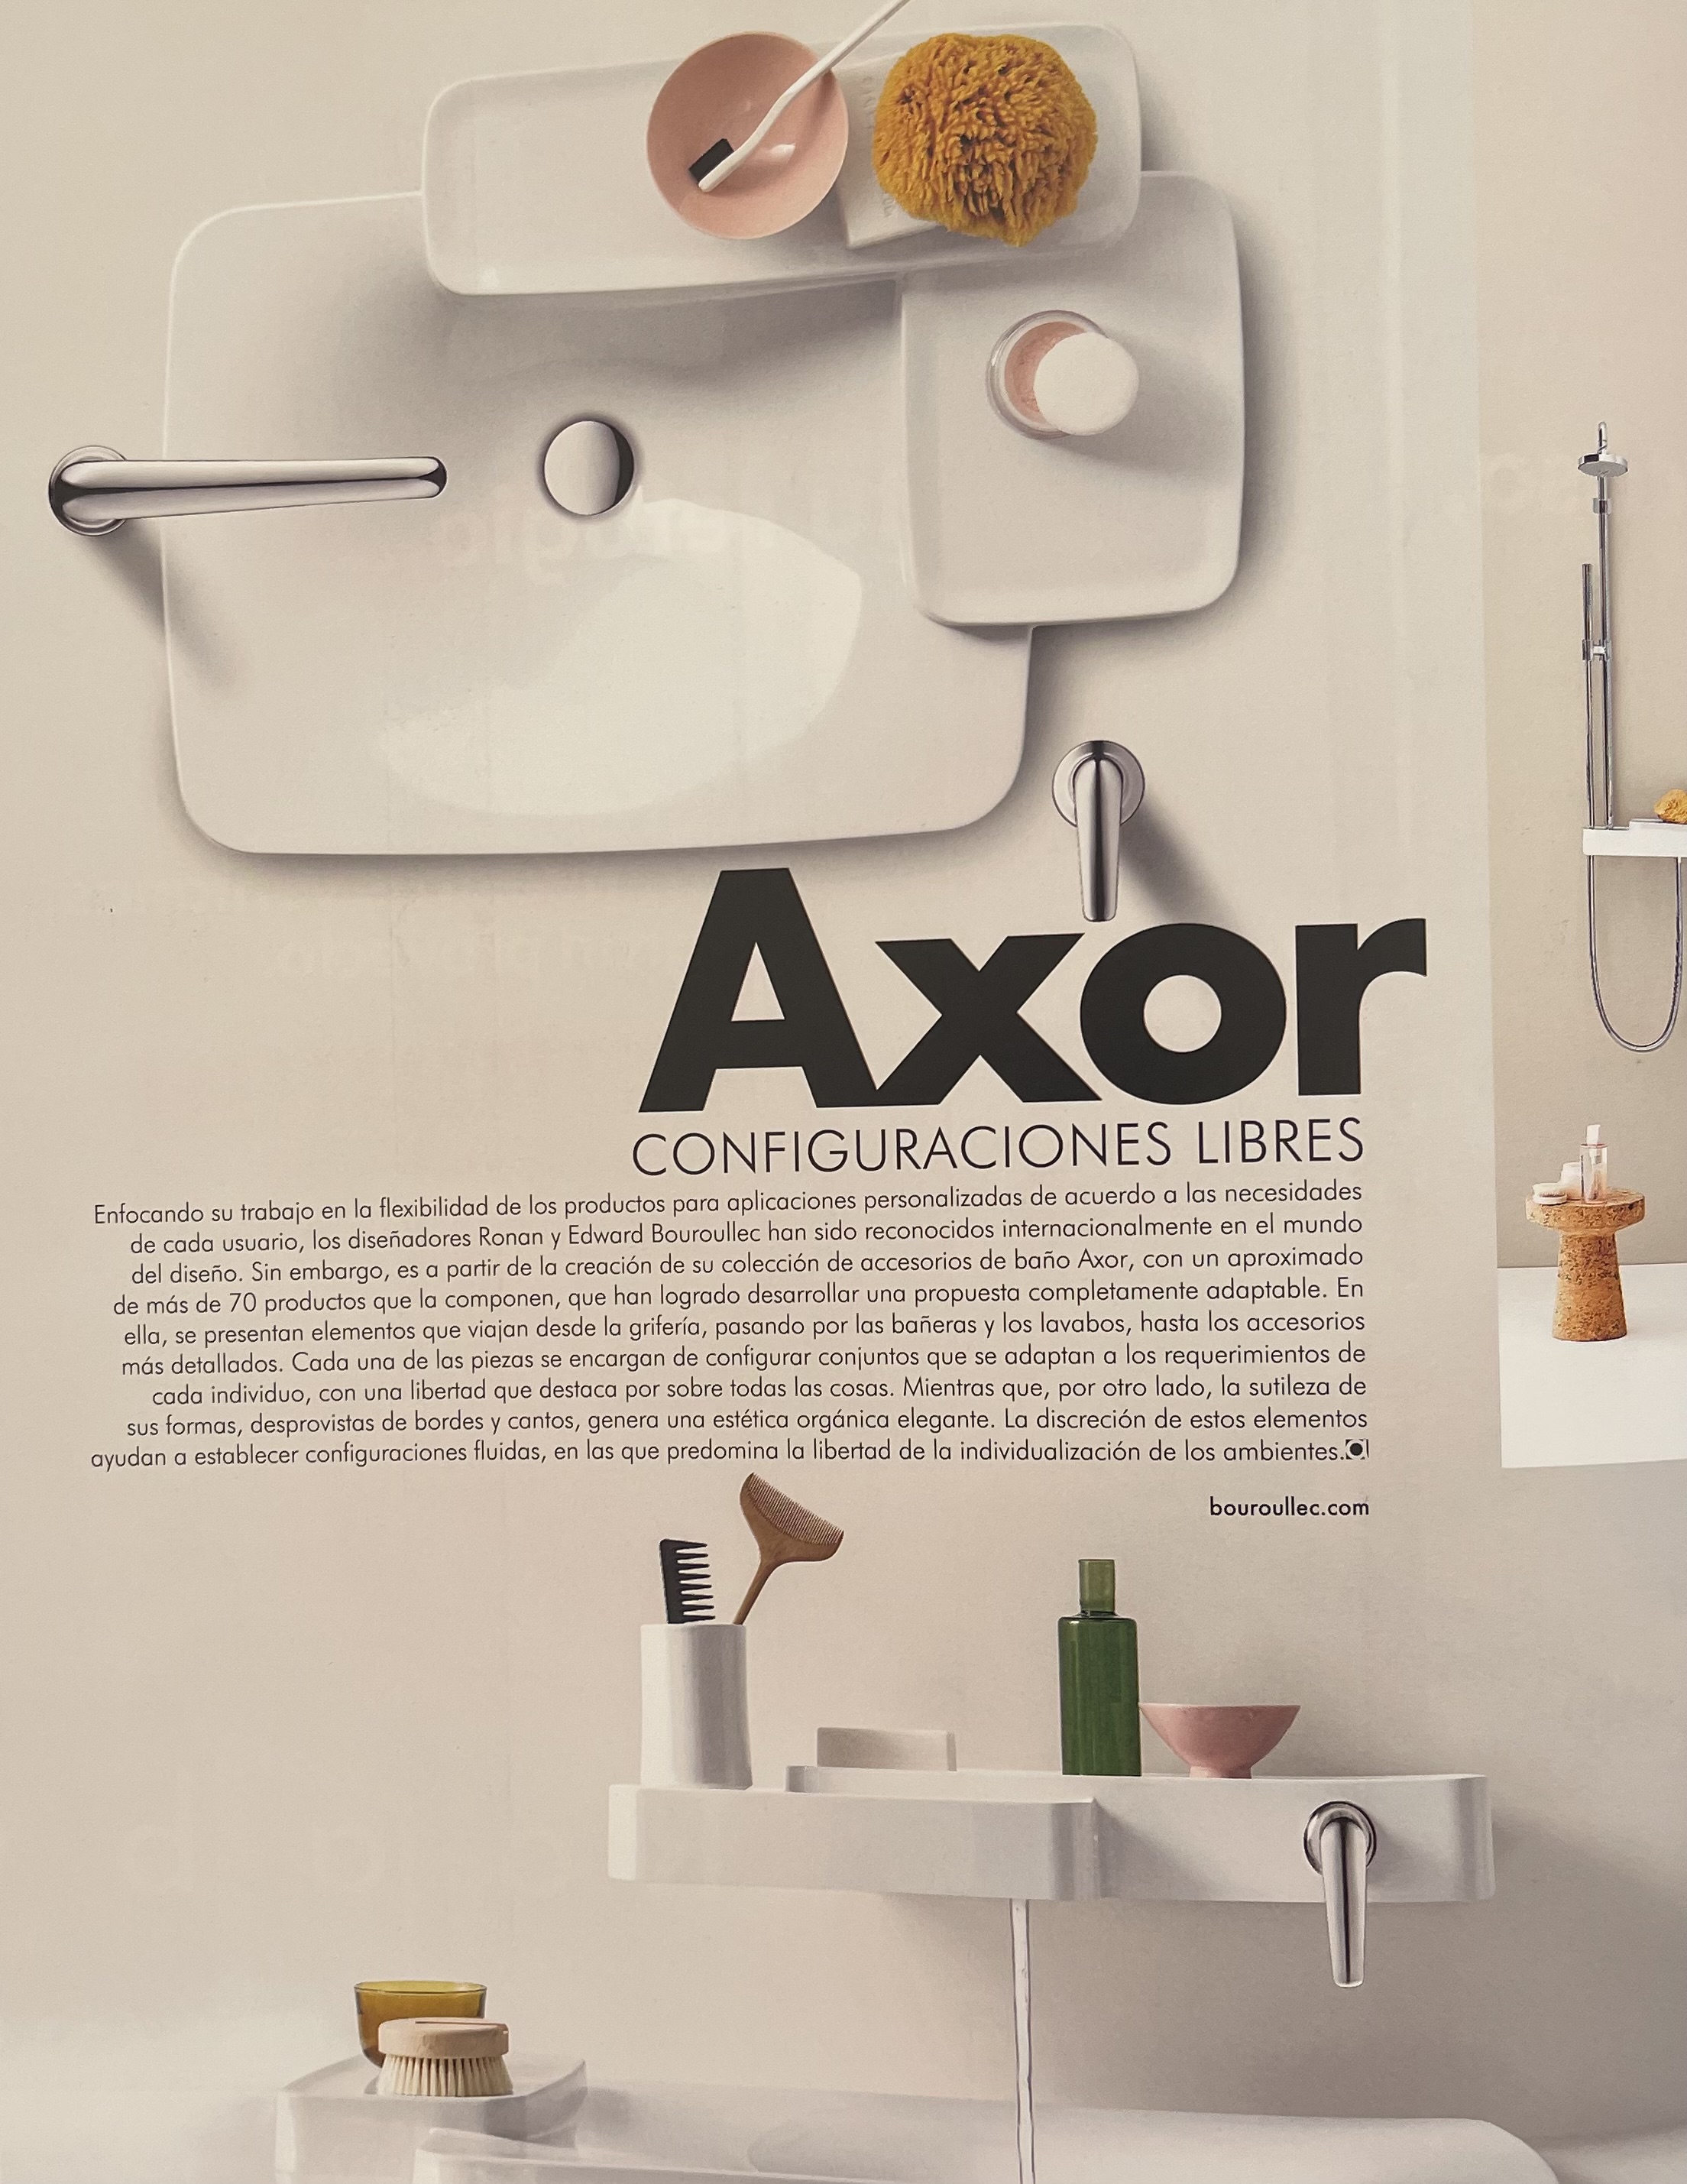 Axor
CONFIGURACIONES LIBRES
Enfocando su trabajo en la flexibilidad de los productos para aplicaciones personalizadas de acuerdo a las necesidades
de cada usuario, los diseñadores Ronan y Edward Bouroullec han sido reconocidos internacionalmente en el mundo
del diseño. Sin embargo, es a partir de la creación de su colección de accesorios de baño Axor, con un aproximado
de más de 70 productos que la componen, que han logrado desarrollar una propuesta completamente adaptable. En
ella, se presentan elementos que viajan desde la grifería, pasando por las bañeras y los lavabos, hasta los accesorios
más detallados. Cada una de las piezas se encargan de configurar conjuntos que se adaptan a los requerimientos de
cada individuo, con una libertad que destaca por sobre todas las cosas. Mientras que, por otro lado, la sutileza de
sus formas, desprovistas de bordes y cantos, genera una estética orgánica elegante. La discreción de estos elementos
ayudan a establecer configuraciones fluidas, en las que predomina la libertad de la individualización de los ambientes.
bouroullec.com